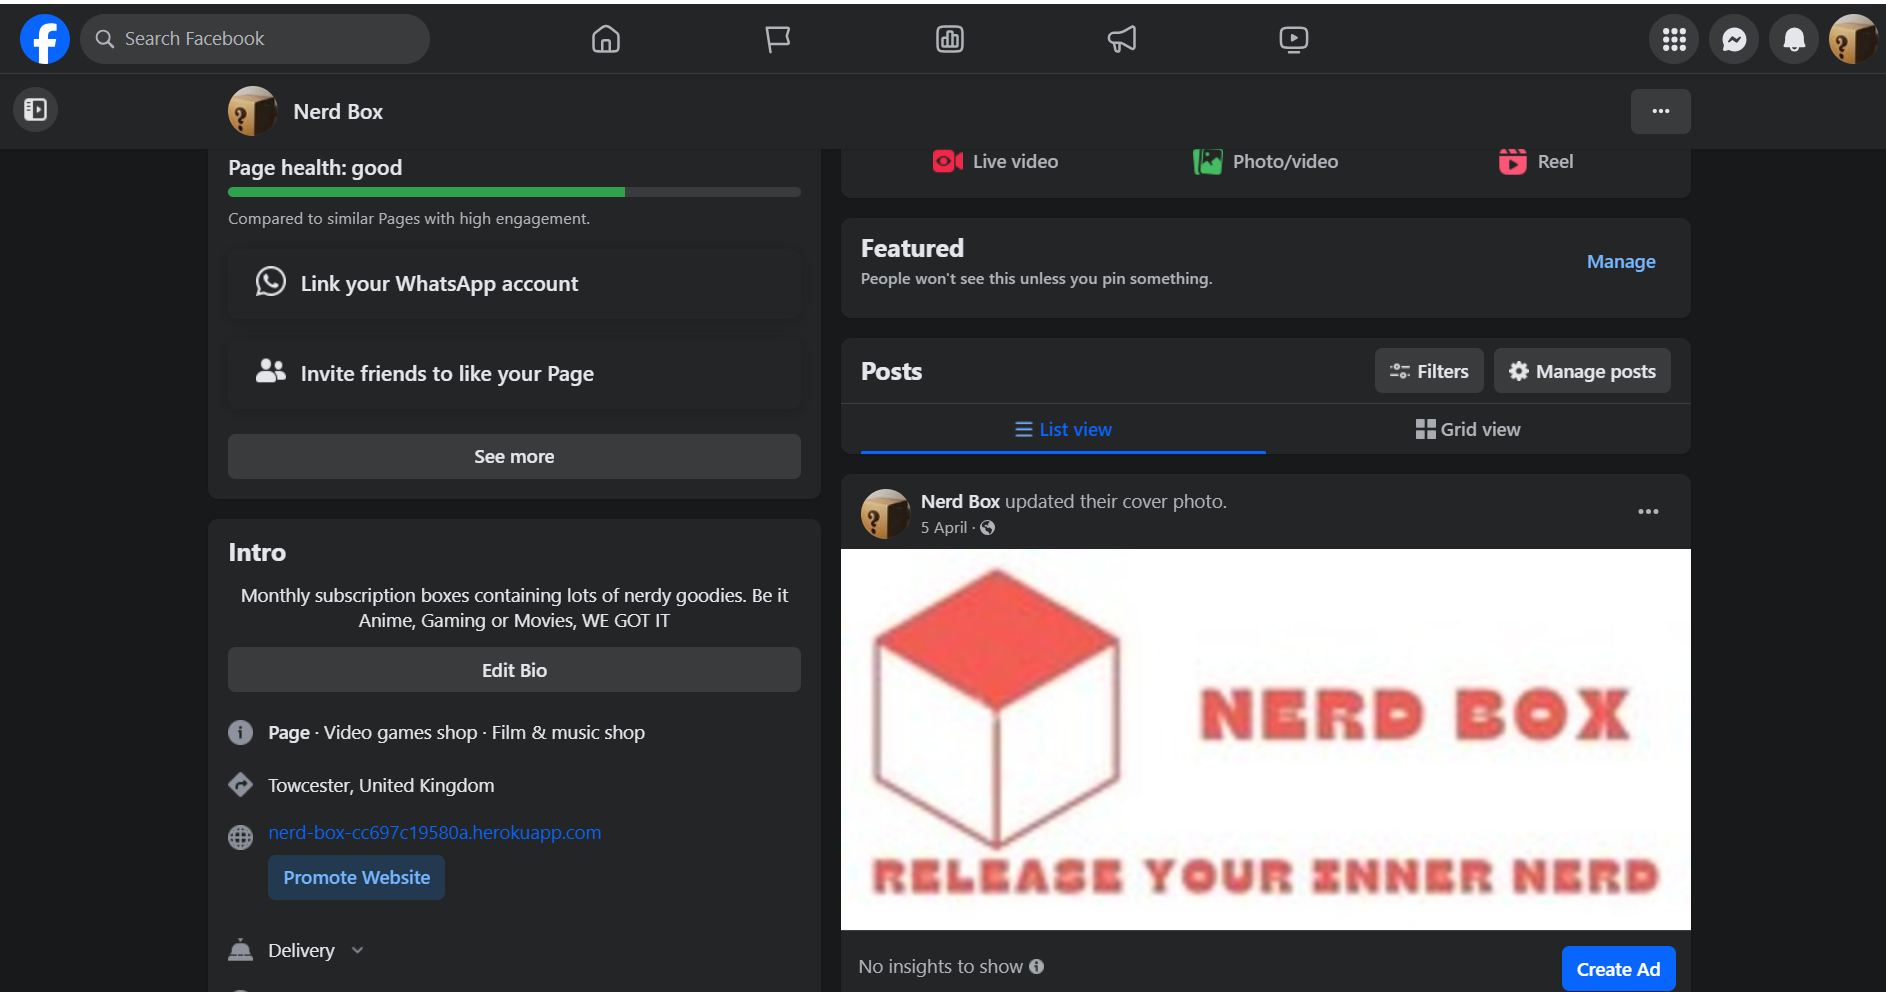 Search Facebook
Nerd Box
Page health: good
Compared to similar Pages with high engagement.
Link your WhatsApp account
Invite friends to like your Page
See more
Intro
Monthly subscription boxes containing lots of nerdy goodies. Be it
Anime, Gaming or Movies, WE GOT IT
Edit Bio
Page · Video games shop · Film & music shop
Towcester, United Kingdom
nerd-box-cc697c19580a.herokuapp.com
Promote Website
Delivery
Live video
Photo/video
Reel
Featured
Manage
People won't see this unless you pin something.
Posts
Filters
Manage posts
List view
Grid view
Nerd Box updated their cover photo.
5 April ·
NERD BOX
RELEASE YOUR INNER NERD
No insights to show
Create Ad